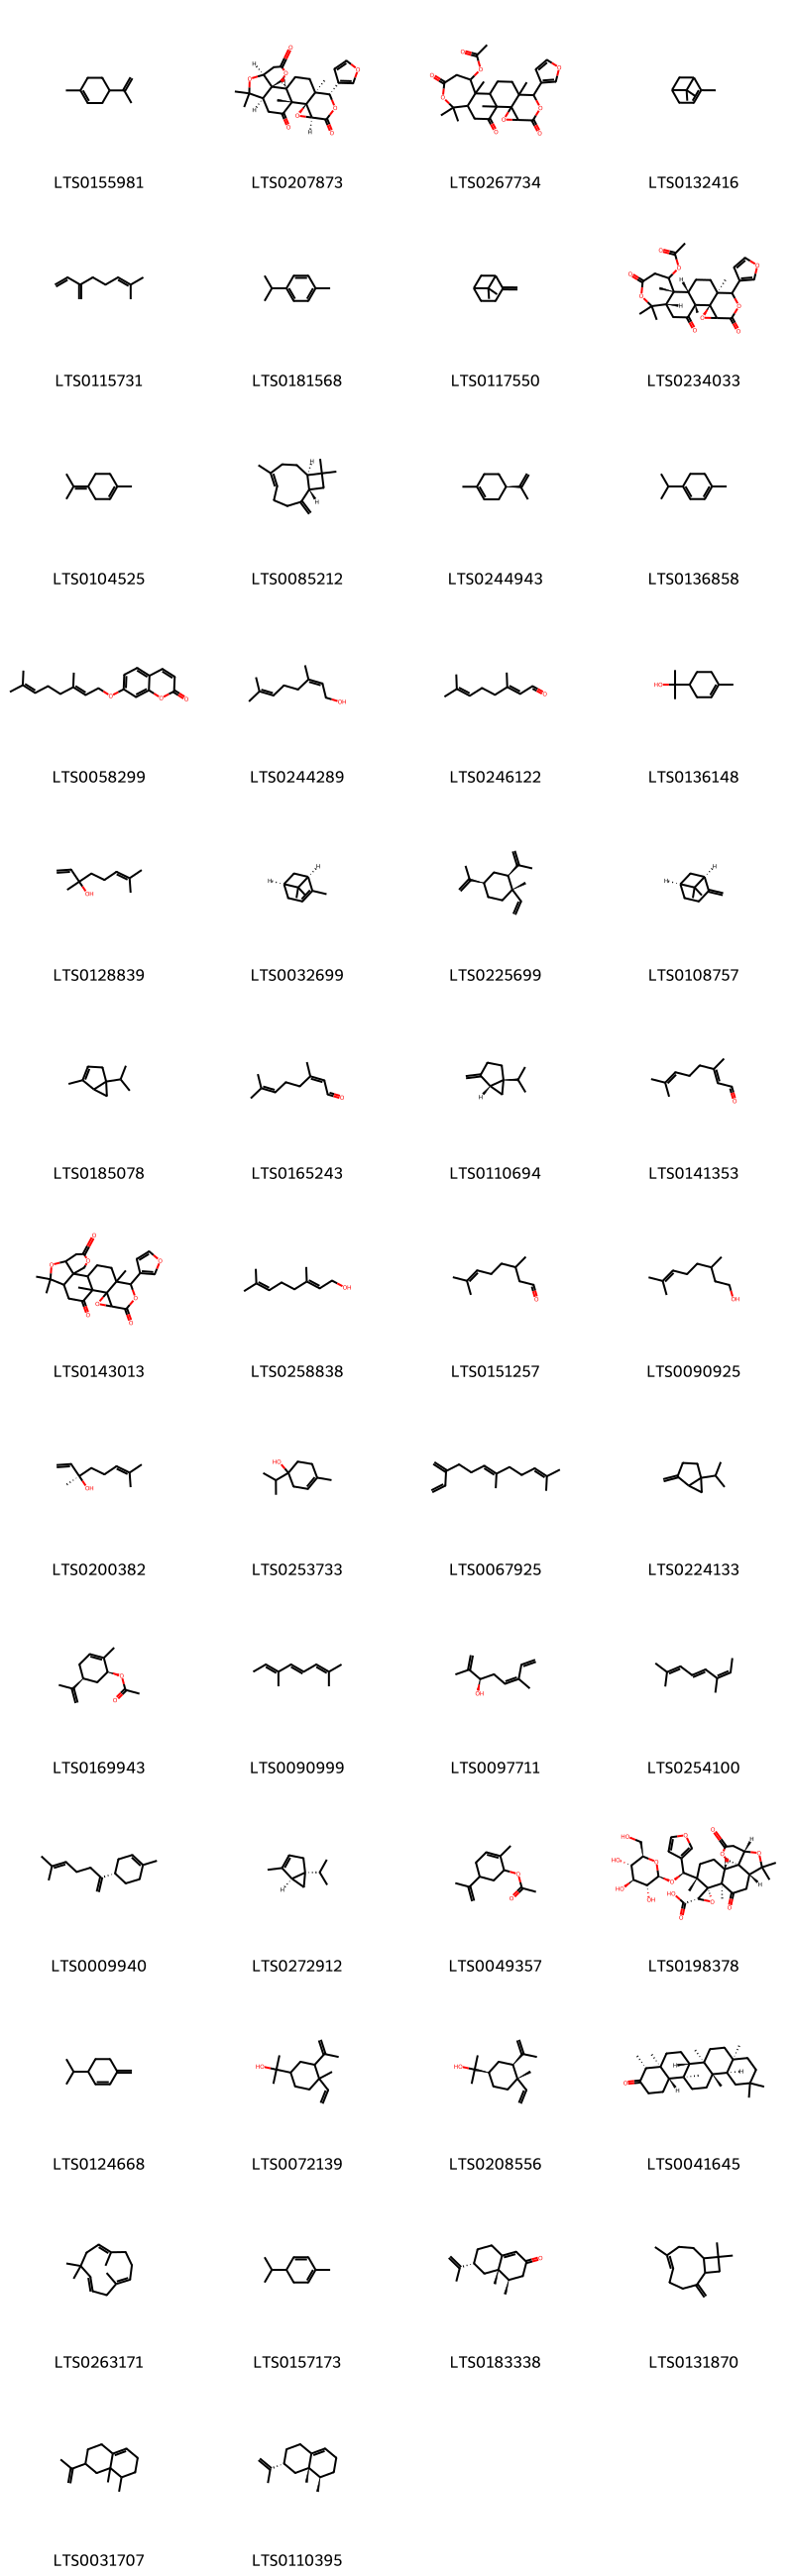 LTS0155981 LTS0207873 LTS0267734 LTS0132416
LTS0115731 LTS0181568 LTS0117550 LTS0234033
LTS0104525 LTS0085212 LTS0244943 LTS0136858
LTS0058299 LTS0244289 LTS0246122 LTS0136148
LTS0128839 LTS0032699 LTS0225699 LTS0108757
LTS0185078 LTS0165243 LTS0110694 LTS0141353
LTS0143013 LTS0258838 LTS0151257 LTS0090925
LTS0200382 LTS0253733 LTS0067925 LTS0224133
LTS0169943 LTS0090999 LTS0097711 LTS0254100
LTS0009940 LTS0272912 LTS0049357 LTS0198378
LTS0124668 LTS0072139 LTS0208556 LTS0041645
LTS0263171 LTS0157173 LTS0183338 LTS0131870
LTS0031707 LTS0110395